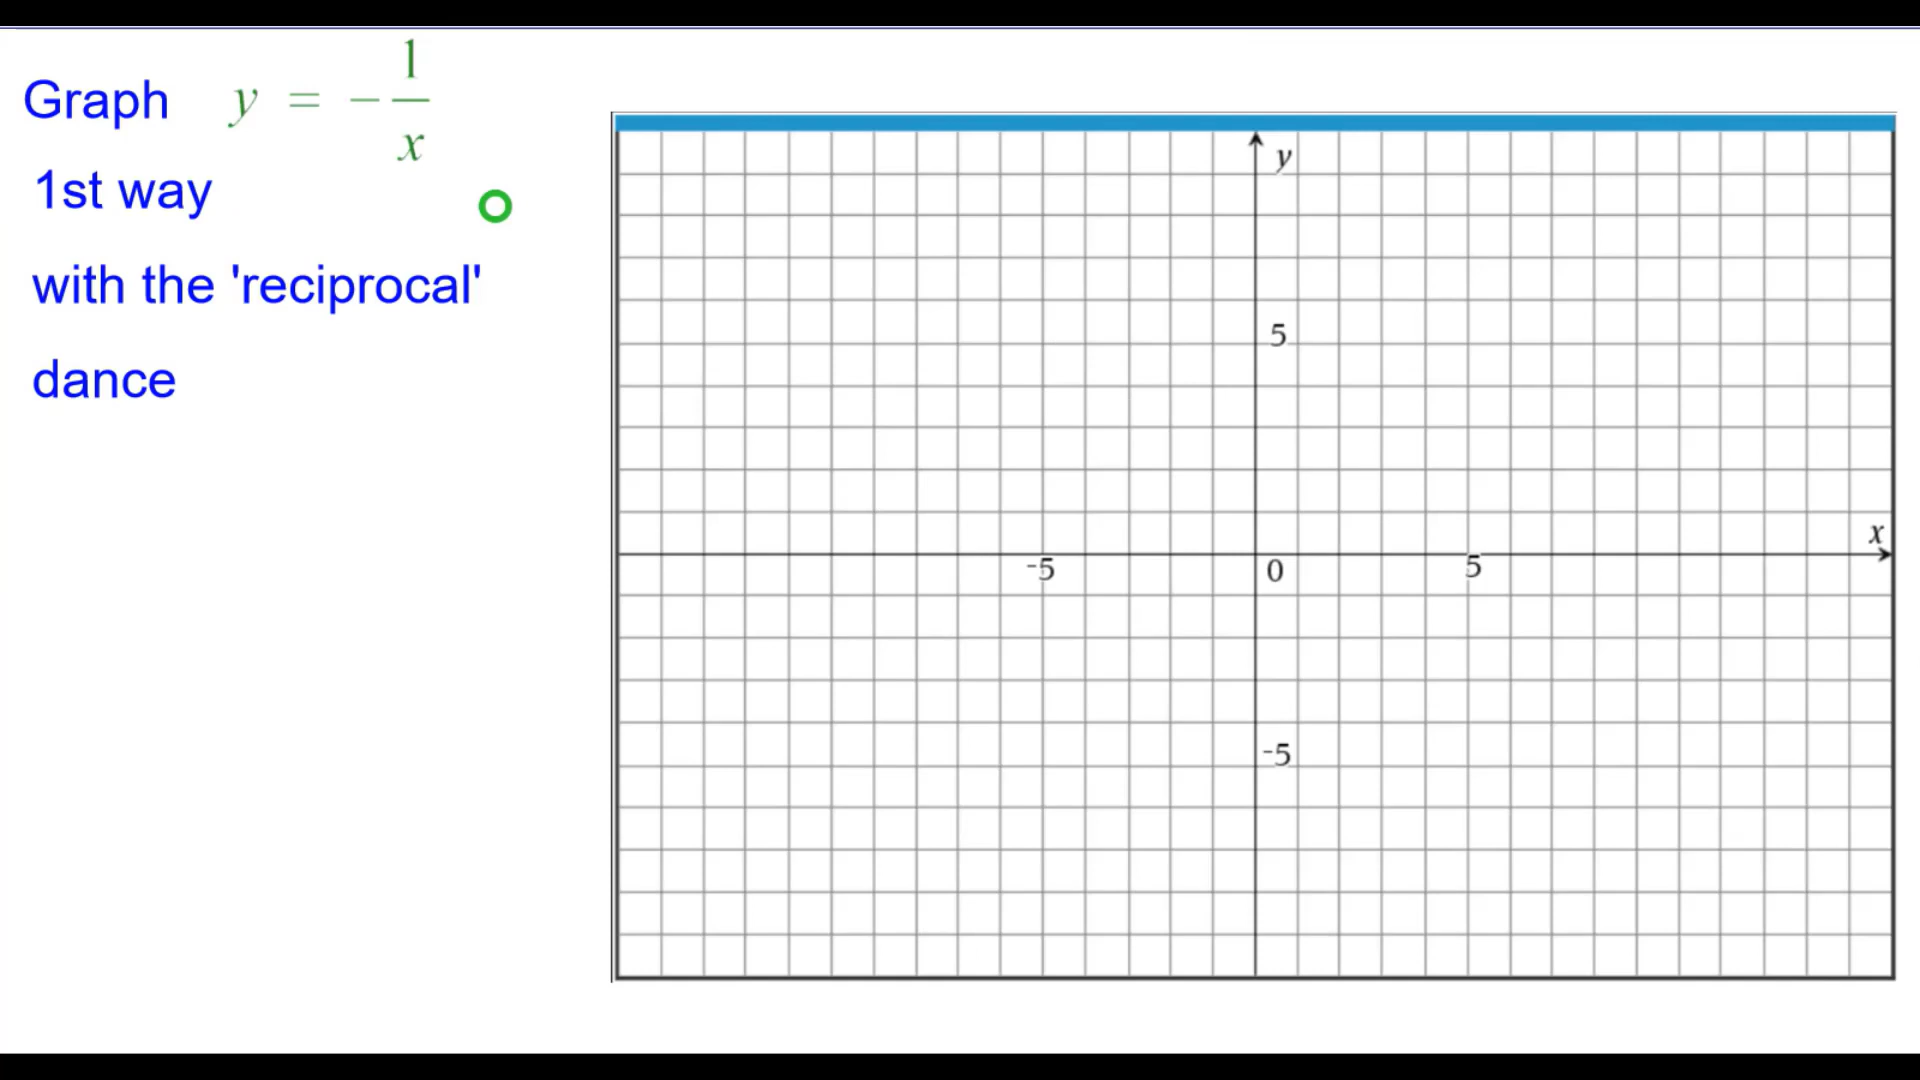 Graph y = -1/x
1st way
with the 'reciprocal'
dance
y
5
x
-5 0 5
-5